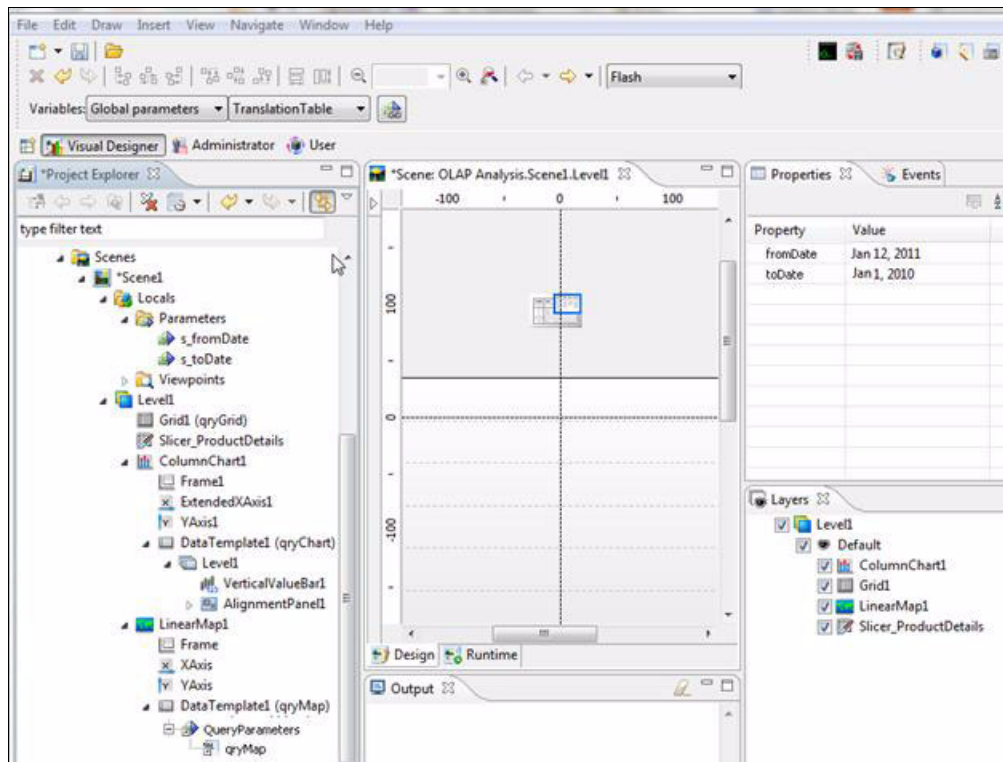 File Edit Draw Insert View Navigate Window Help
Flash
Variables: Global parameters TranslationTable
Visual Designer Administrator User
*Project Explorer
type filter text
Scenes
*Scene1
Locals
Parameters
s_fromDate
s_toDate
Viewpoints
Level1
Grid1 (qryGrid)
Slicer_ProductDetails
ColumnChart1
Frame1
ExtendedXAxis1
YAxis1
DataTemplate1 (qryChart)
Level1
VerticalValueBar1
AlignmentPanel1
LinearMap1
Frame
XAxis
YAxis
DataTemplate1 (qryMap)
QueryParameters
qryMap
*Scene: OLAP Analysis.Scene1.Level1
-100 0 100
100
0
-100
Design Runtime
Output
Properties Events
Property Value
fromDate Jan 12, 2011
toDate Jan 1, 2010
Layers
Level1
Default
ColumnChart1
Grid1
LinearMap1
Slicer_ProductDetails